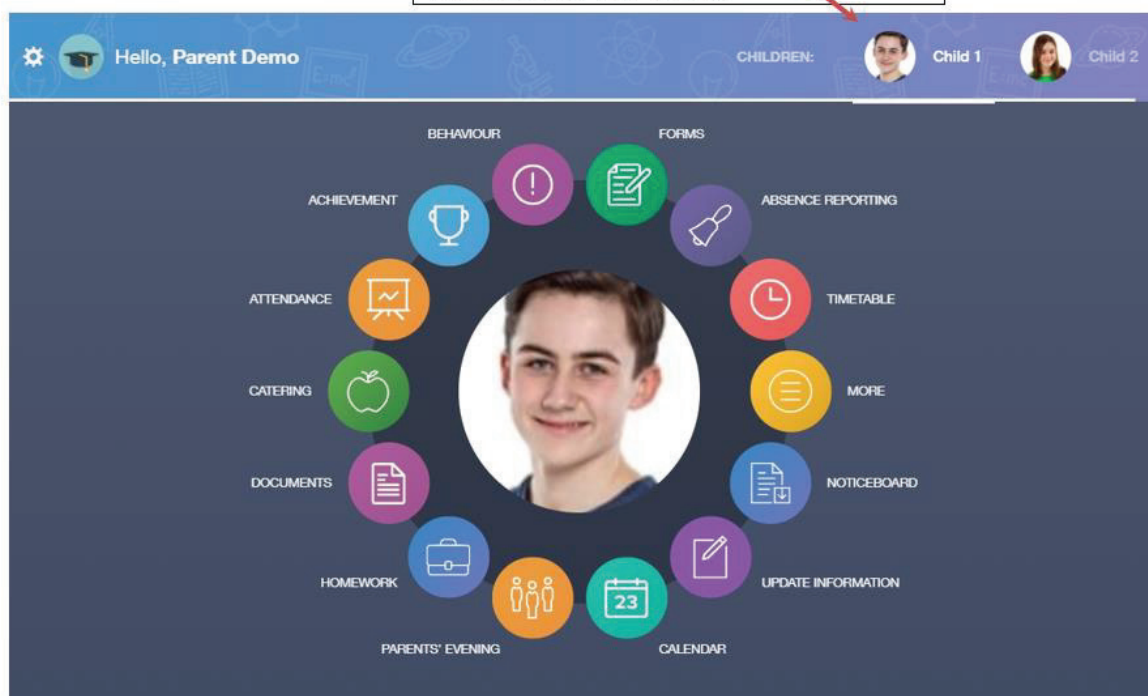 Hello, Parent Demo
CHILDREN:
Child 1
Child 2
BEHAVIOUR
FORMS
ACHIEVEMENT
ABSENCE REPORTING
ATTENDANCE
TIMETABLE
CATERING
MORE
DOCUMENTS
NOTICEBOARD
HOMEWORK
UPDATE INFORMATION
23
PARENTS' EVENING
CALENDAR